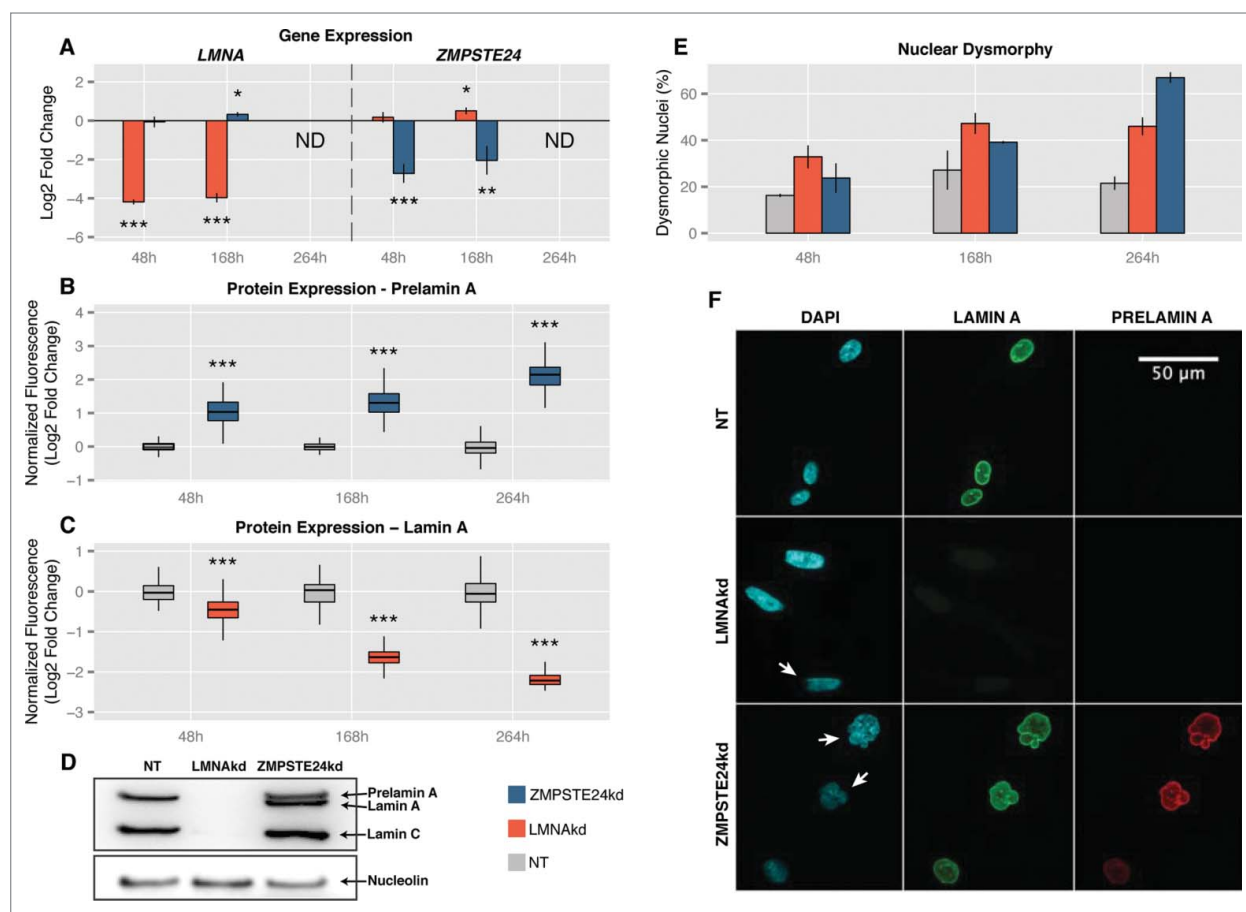 A
Gene Expression
LMNA
ZMPSTE24
Log2 Fold Change
2
0
−2
−4
−6
***
***
*
ND
***
*
**
ND
48h 168h 264h 48h 168h 264h
B
Protein Expression - Prelamin A
Normalized Fluorescence
(Log2 Fold Change)
4
3
2
1
0
−1
***
***
***
48h 168h 264h
C
Protein Expression – Lamin A
Normalized Fluorescence
(Log2 Fold Change)
1
0
−1
−2
−3
***
***
***
48h 168h 264h
D
NT LMNAkd ZMPSTE24kd
Prelamin A
Lamin A
Lamin C
Nucleolin
ZMPSTE24kd
LMNAkd
NT
E
Nuclear Dysmorphy
Dysmorphic Nuclei (%)
60
40
20
0
48h 168h 264h
F
DAPI LAMIN A PRELAMIN A
50 µm
NT
LMNAkd
ZMPSTE24kd